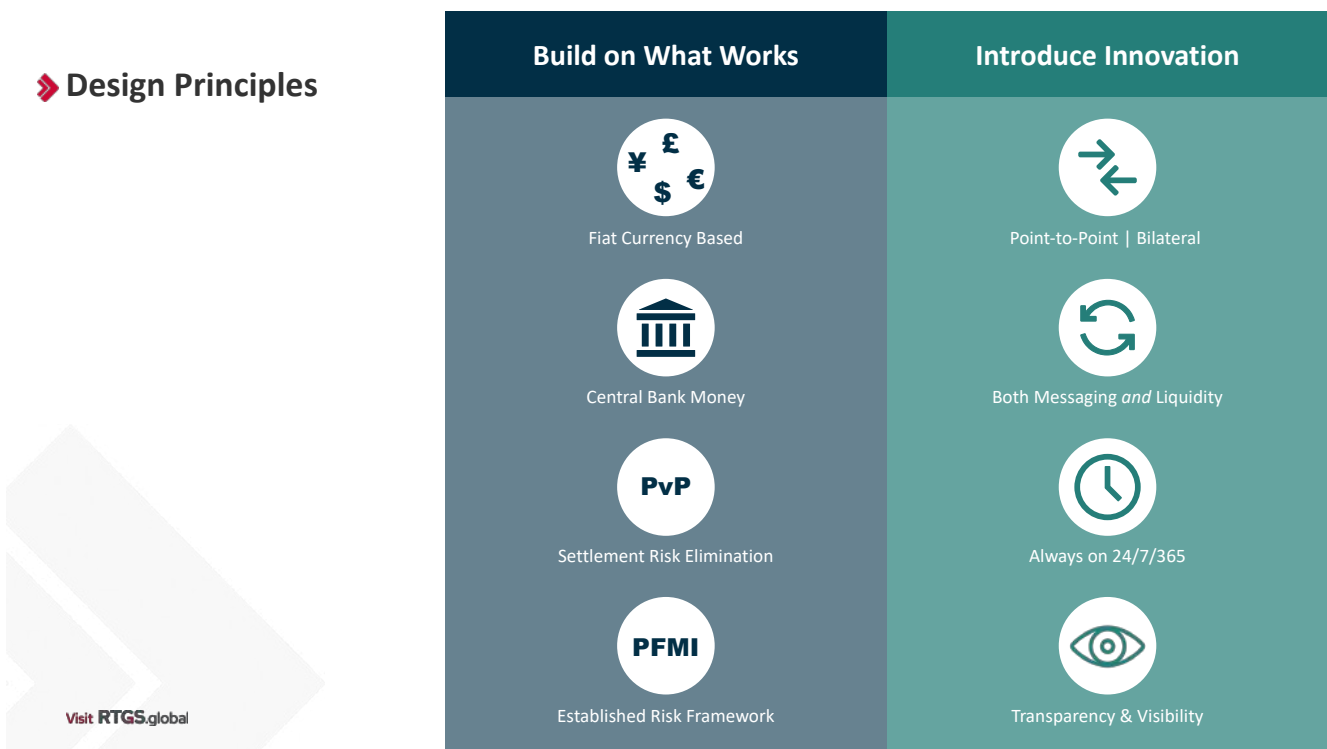 Design Principles
Build on What Works
¥ £ $ €
Fiat Currency Based
Central Bank Money
PvP
Settlement Risk Elimination
PFMI
Established Risk Framework
Introduce Innovation
Point-to-Point | Bilateral
Both Messaging and Liquidity
Always on 24/7/365
Transparency & Visibility
Visit RTGS.global